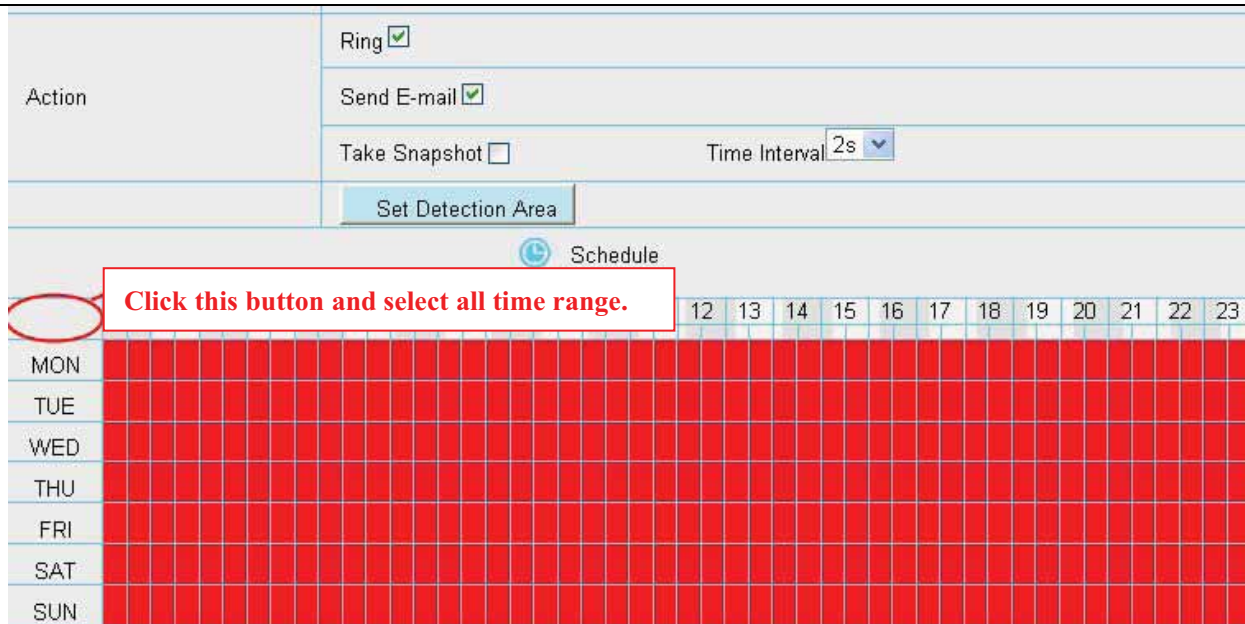 Ring
Action
Send E-mail
Take Snapshot Time Interval 2s
Set Detection Area
Schedule
Click this button and select all time range.
12 13 14 15 16 17 18 19 20 21 22 23
MON
TUE
WED
THU
FRI
SAT
SUN